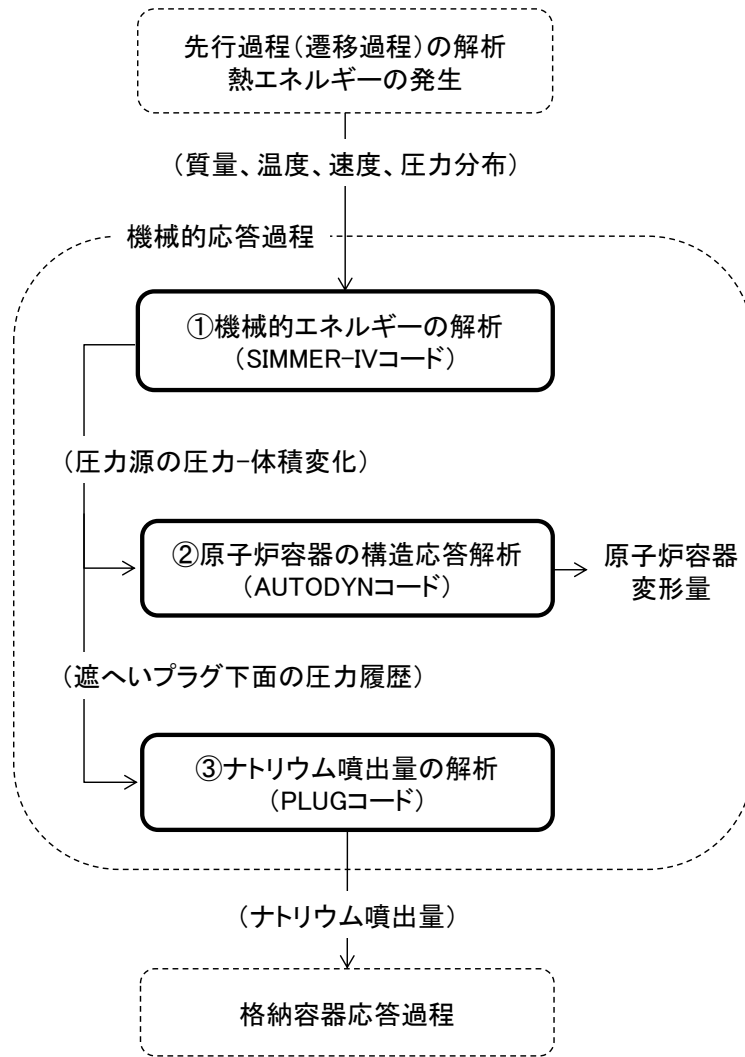 先行過程(遷移過程)の解析
熱エネルギーの発生
(質量、温度、速度、圧力分布)
機械的応答過程
①機械的エネルギーの解析
(SIMMER-IVコード)
(圧力源の圧力-体積変化)
②原子炉容器の構造応答解析
(AUTODYNコード)
原子炉容器
変形量
(遮へいプラグ下面の圧力履歴)
③ナトリウム噴出量の解析
(PLUGコード)
(ナトリウム噴出量)
格納容器応答過程